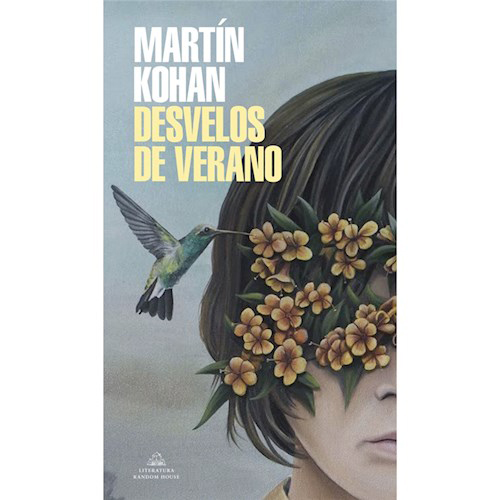 MARTÍN
KOHAN
DESVELOS
DE VERANO
LITERATURA
RANDOM HOUSE